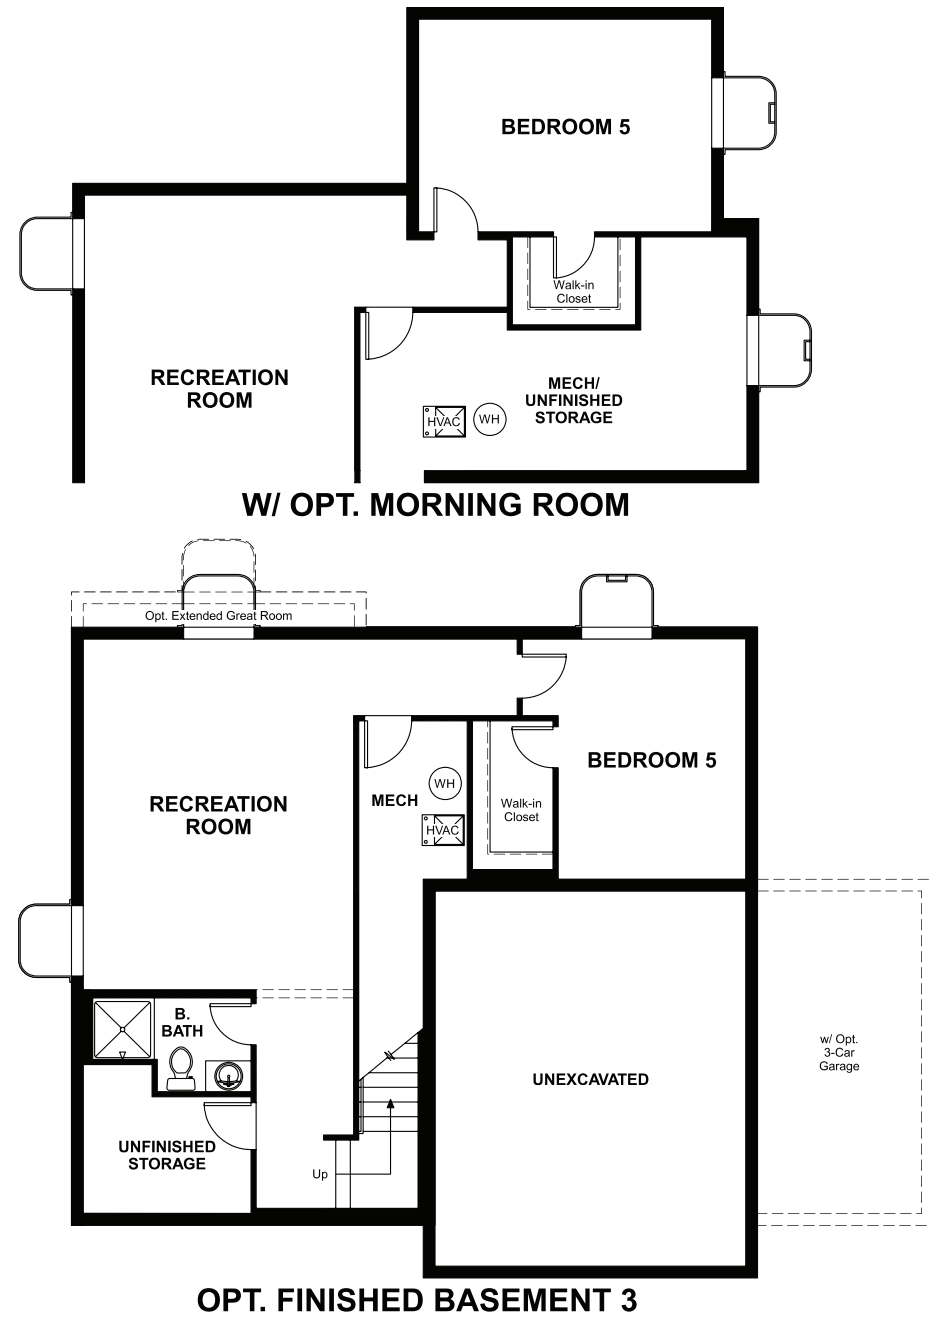 BEDROOM 5
Walk-in
Closet
RECREATION
ROOM
MECH/
UNFINISHED
STORAGE
HVAC
WH
W/ OPT. MORNING ROOM
Opt. Extended Great Room
BEDROOM 5
WH
MECH
HVAC
Walk-in
Closet
RECREATION
ROOM
B.
BATH
w/ Opt.
3-Car
Garage
UNEXCAVATED
UNFINISHED
STORAGE
Up
OPT. FINISHED BASEMENT 3